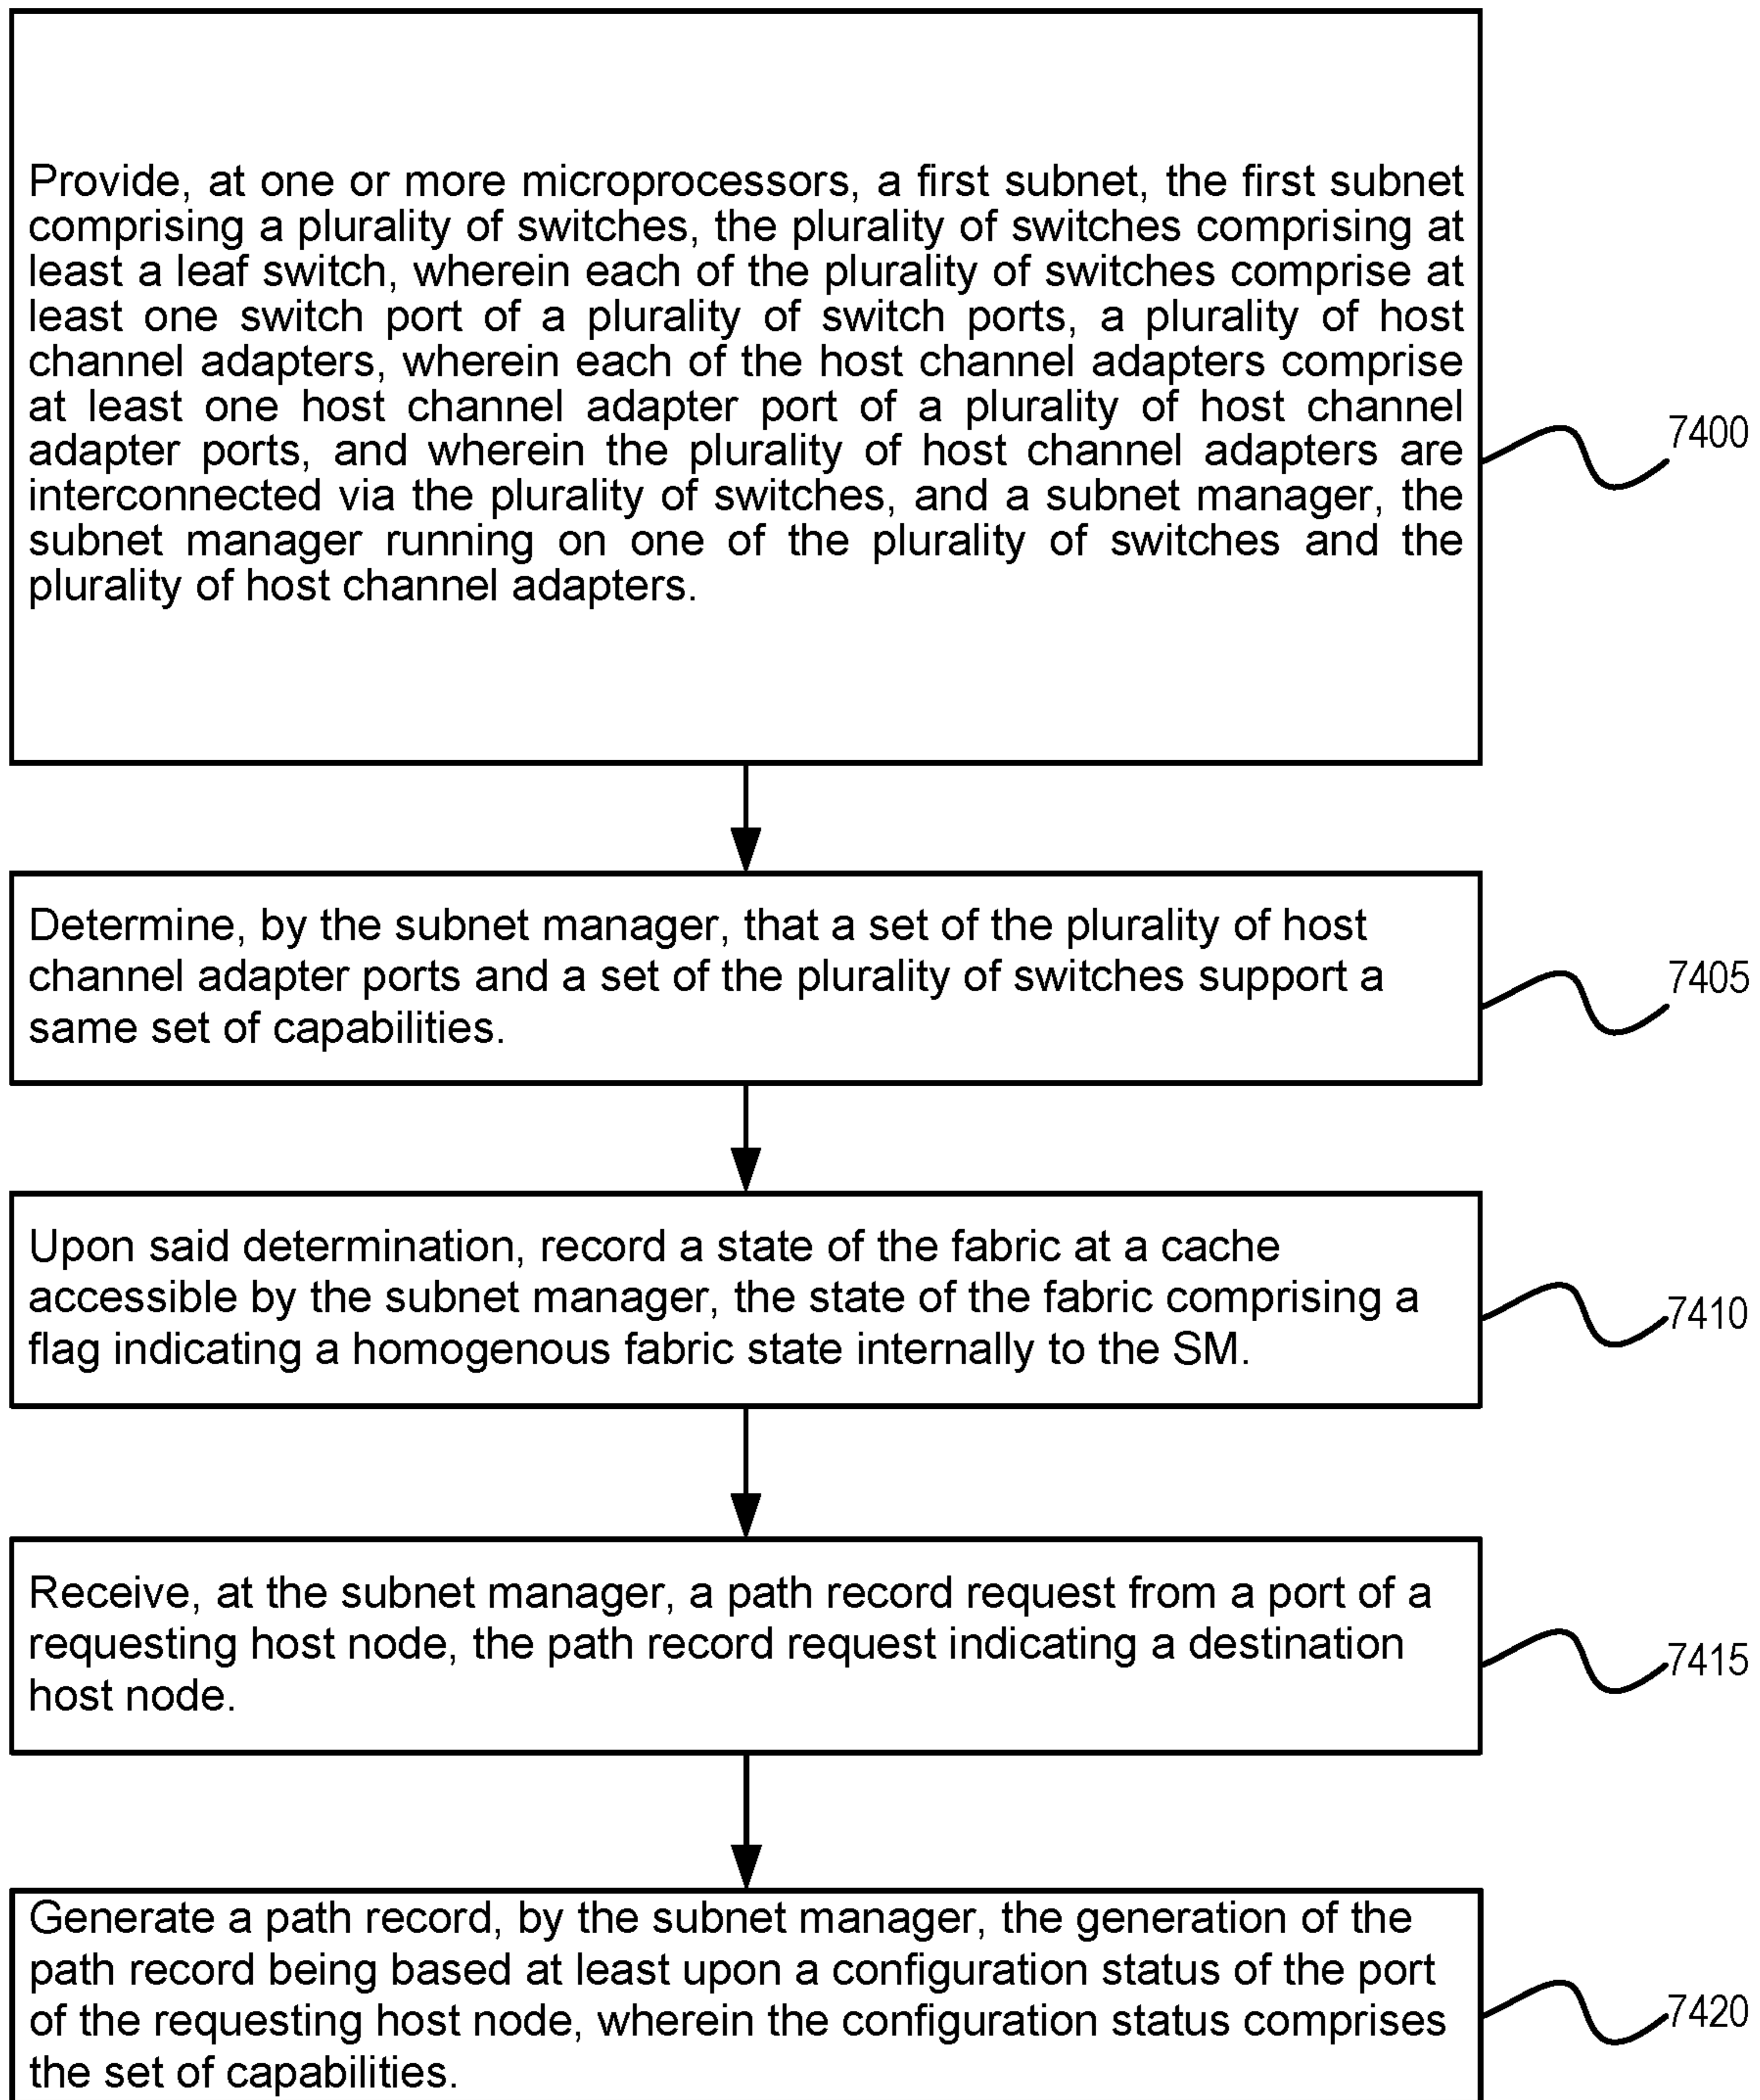 Provide, at one or more microprocessors, a first subnet, the first subnet
comprising a plurality of switches, the plurality of switches comprising at
least a leaf switch, wherein each of the plurality of switches comprise at
least one switch port of a plurality of switch ports, a plurality of host
channel adapters, wherein each of the host channel adapters comprise
at least one host channel adapter port of a plurality of host channel
adapter ports, and wherein the plurality of host channel adapters are
interconnected via the plurality of switches, and a subnet manager, the
subnet manager running on one of the plurality of switches and the
plurality of host channel adapters.
7400
Determine, by the subnet manager, that a set of the plurality of host
channel adapter ports and a set of the plurality of switches support a
same set of capabilities.
7405
Upon said determination, record a state of the fabric at a cache
accessible by the subnet manager, the state of the fabric comprising a
flag indicating a homogenous fabric state internally to the SM.
7410
Receive, at the subnet manager, a path record request from a port of a
requesting host node, the path record request indicating a destination
host node.
7415
Generate a path record, by the subnet manager, the generation of the
path record being based at least upon a configuration status of the port
of the requesting host node, wherein the configuration status comprises
the set of capabilities.
7420